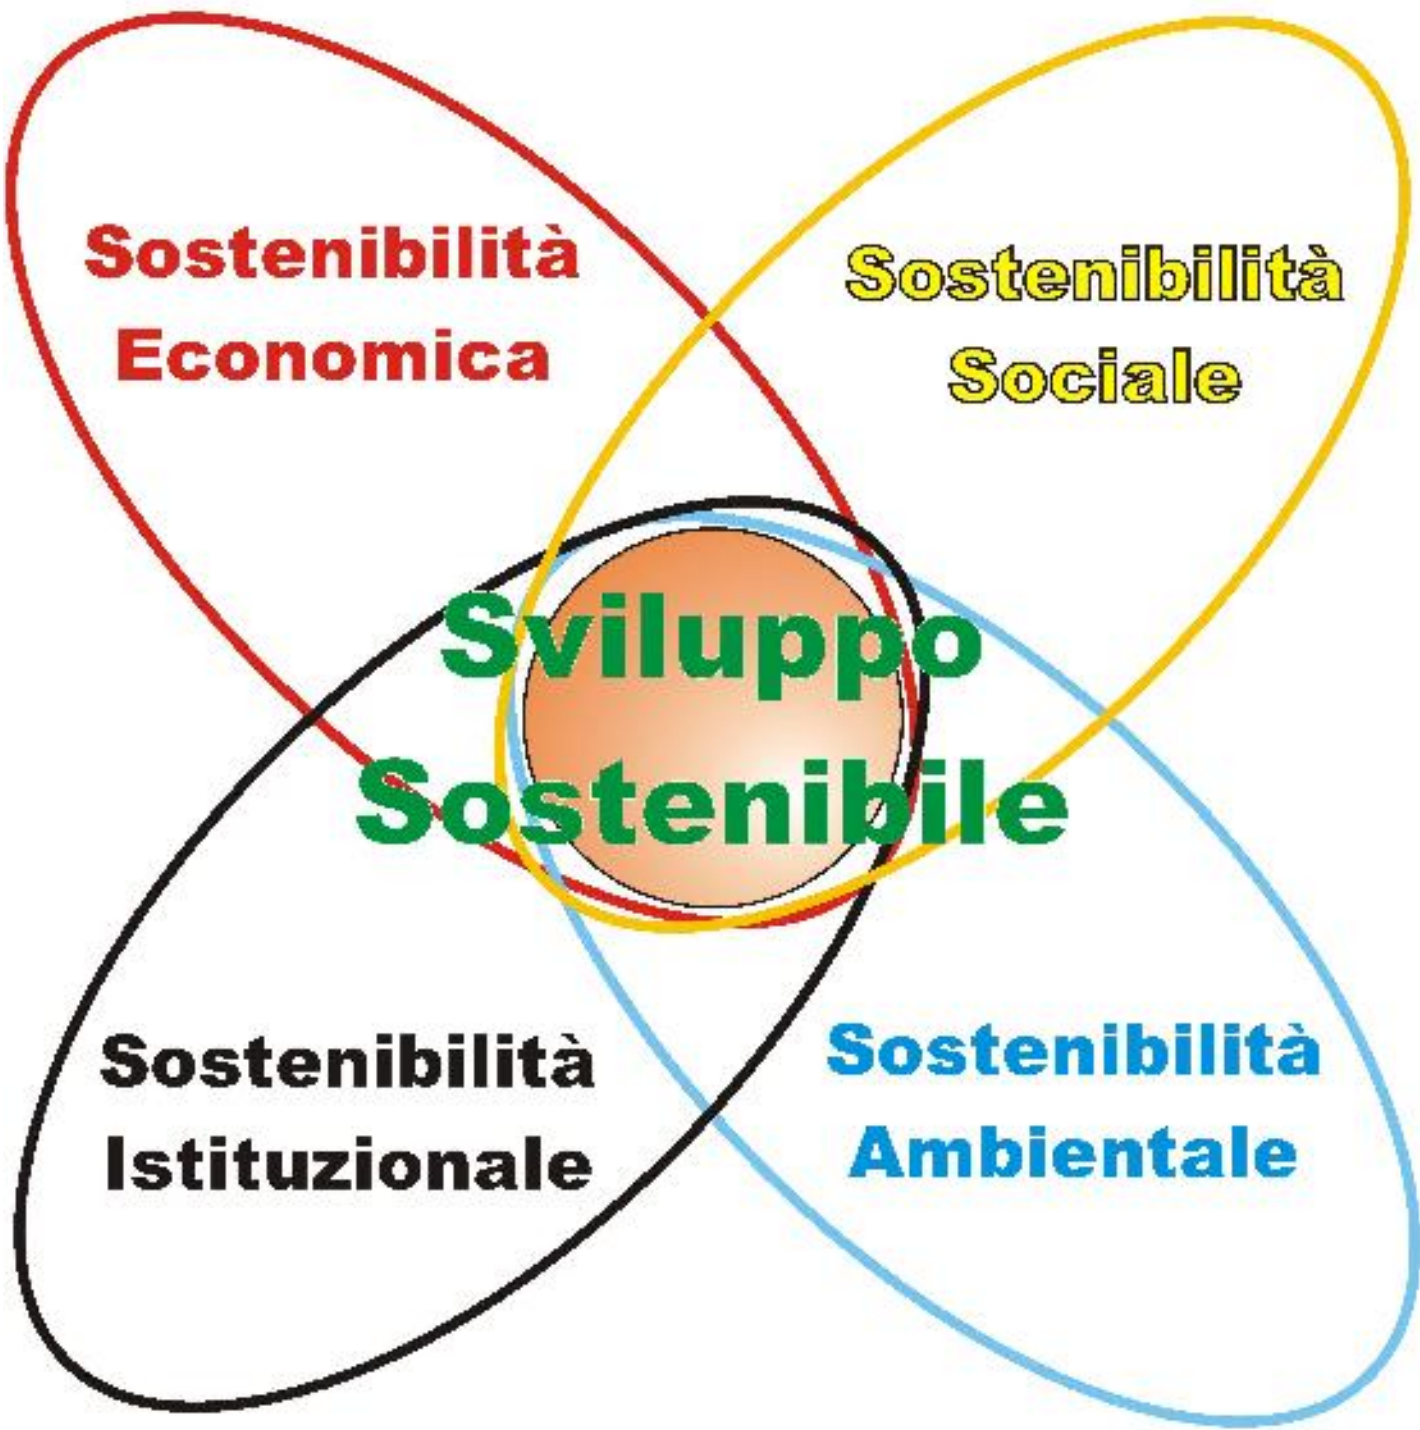 Sostenibilità
Economica
Sostenibilità
Sociale
Sviluppo
Sostenibile
Sostenibilità
Istituzionale
Sostenibilità
Ambientale